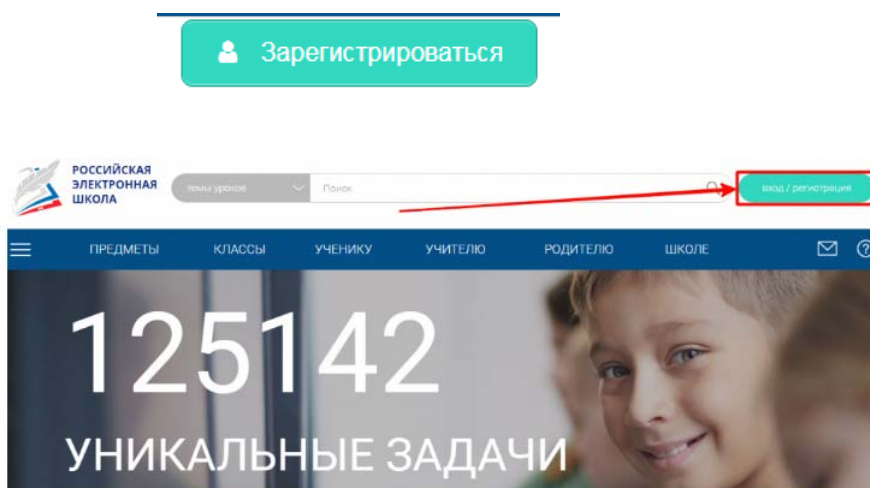 Зарегистрироваться
РОССИЙСКАЯ
ЭЛЕКТРОННАЯ
ШКОЛА
темы уроков
Поиск
вход / регистрация
ПРЕДМЕТЫ КЛАССЫ УЧЕНИКУ УЧИТЕЛЮ РОДИТЕЛЮ ШКОЛЕ
125142
УНИКАЛЬНЫЕ ЗАДАЧИ